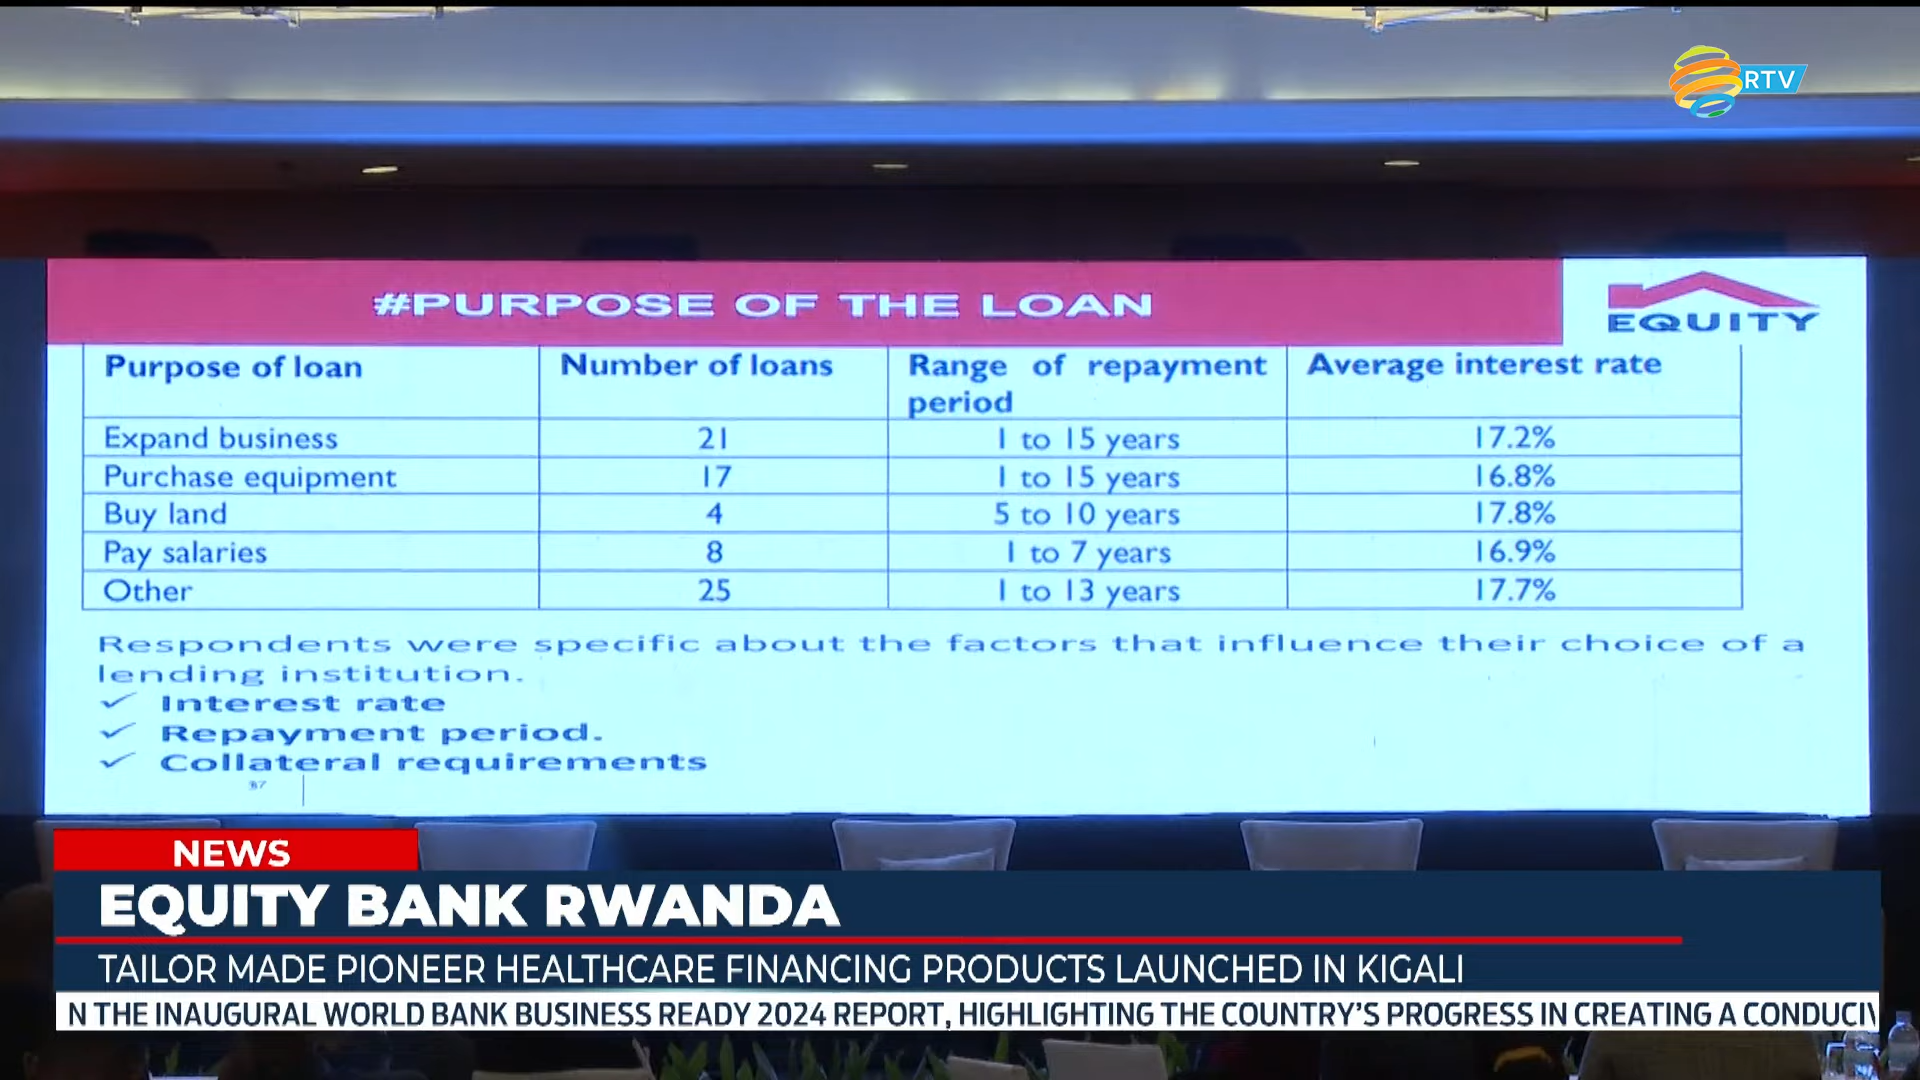 RTV
#PURPOSE OF THE LOAN
EQUITY
Purpose of loan Number of loans Range of repayment period Average interest rate
Expand business 21 1 to 15 years 17.2%
Purchase equipment 17 1 to 15 years 16.8%
Buy land 4 5 to 10 years 17.8%
Pay salaries 8 1 to 7 years 16.9%
Other 25 1 to 13 years 17.7%
Respondents were specific about the factors that influence their choice of a
lending institution.
✓ Interest rate
✓ Repayment period.
✓ Collateral requirements
NEWS
EQUITY BANK RWANDA
TAILOR MADE PIONEER HEALTHCARE FINANCING PRODUCTS LAUNCHED IN KIGALI
N THE INAUGURAL WORLD BANK BUSINESS READY 2024 REPORT, HIGHLIGHTING THE COUNTRY'S PROGRESS IN CREATING A CONDUCIV